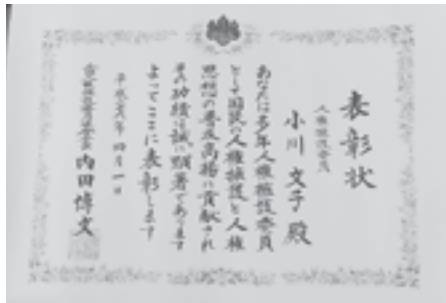 表彰状
人権擁護委員
小川文子殿
あなたは多年人権擁護委員
として国民の人権擁護と人権
思想の普及高揚に貢献され
その功績は誠に顕著であります
よってここに表彰します
平成 年四月一日
内田博文